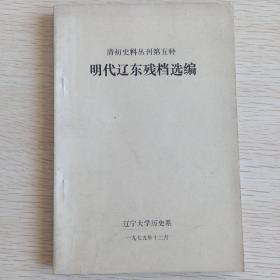 清初史料丛刊第五种
明代辽东残档选编
辽宁大学历史系
一九七九年十二月